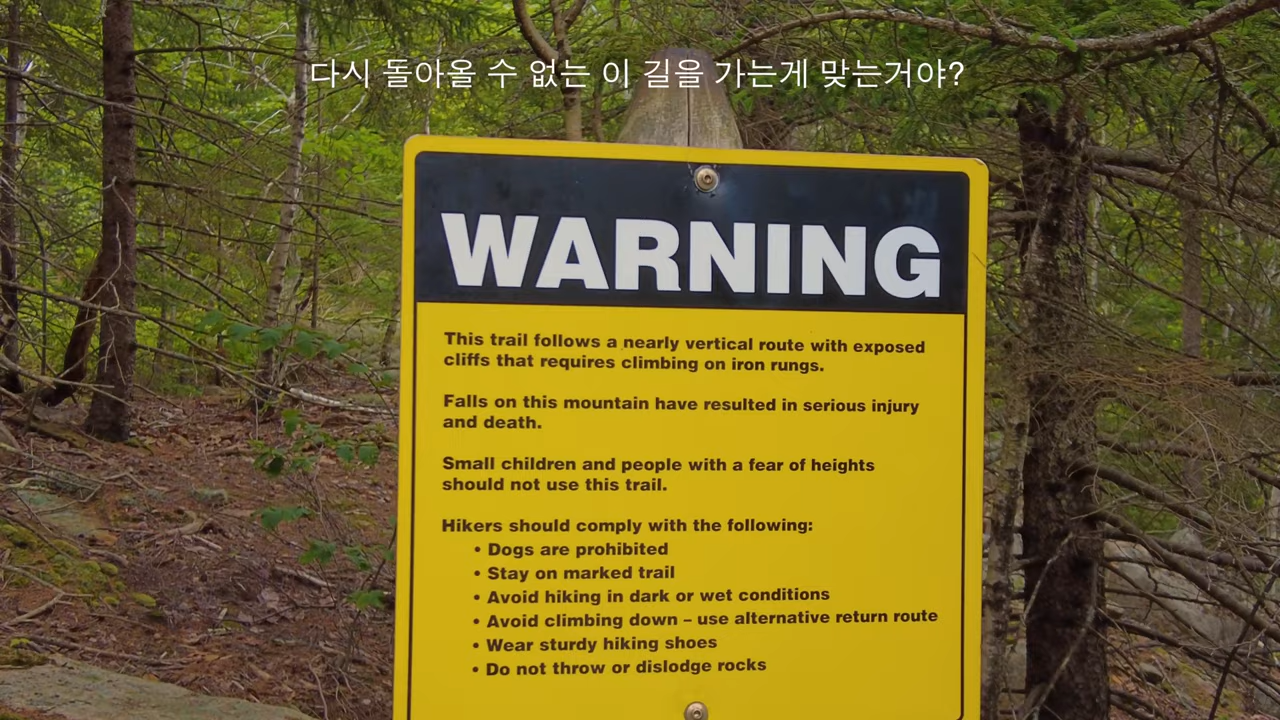 다시 돌아올 수 없는 이 길을 가는게 맞는거야?
WARNING
This trail follows a nearly vertical route with exposed
cliffs that requires climbing on iron rungs.
Falls on this mountain have resulted in serious injury
and death.
Small children and people with a fear of heights
should not use this trail.
Hikers should comply with the following:
• Dogs are prohibited
• Stay on marked trail
• Avoid hiking in dark or wet conditions
• Avoid climbing down – use alternative return route
• Wear sturdy hiking shoes
• Do not throw or dislodge rocks